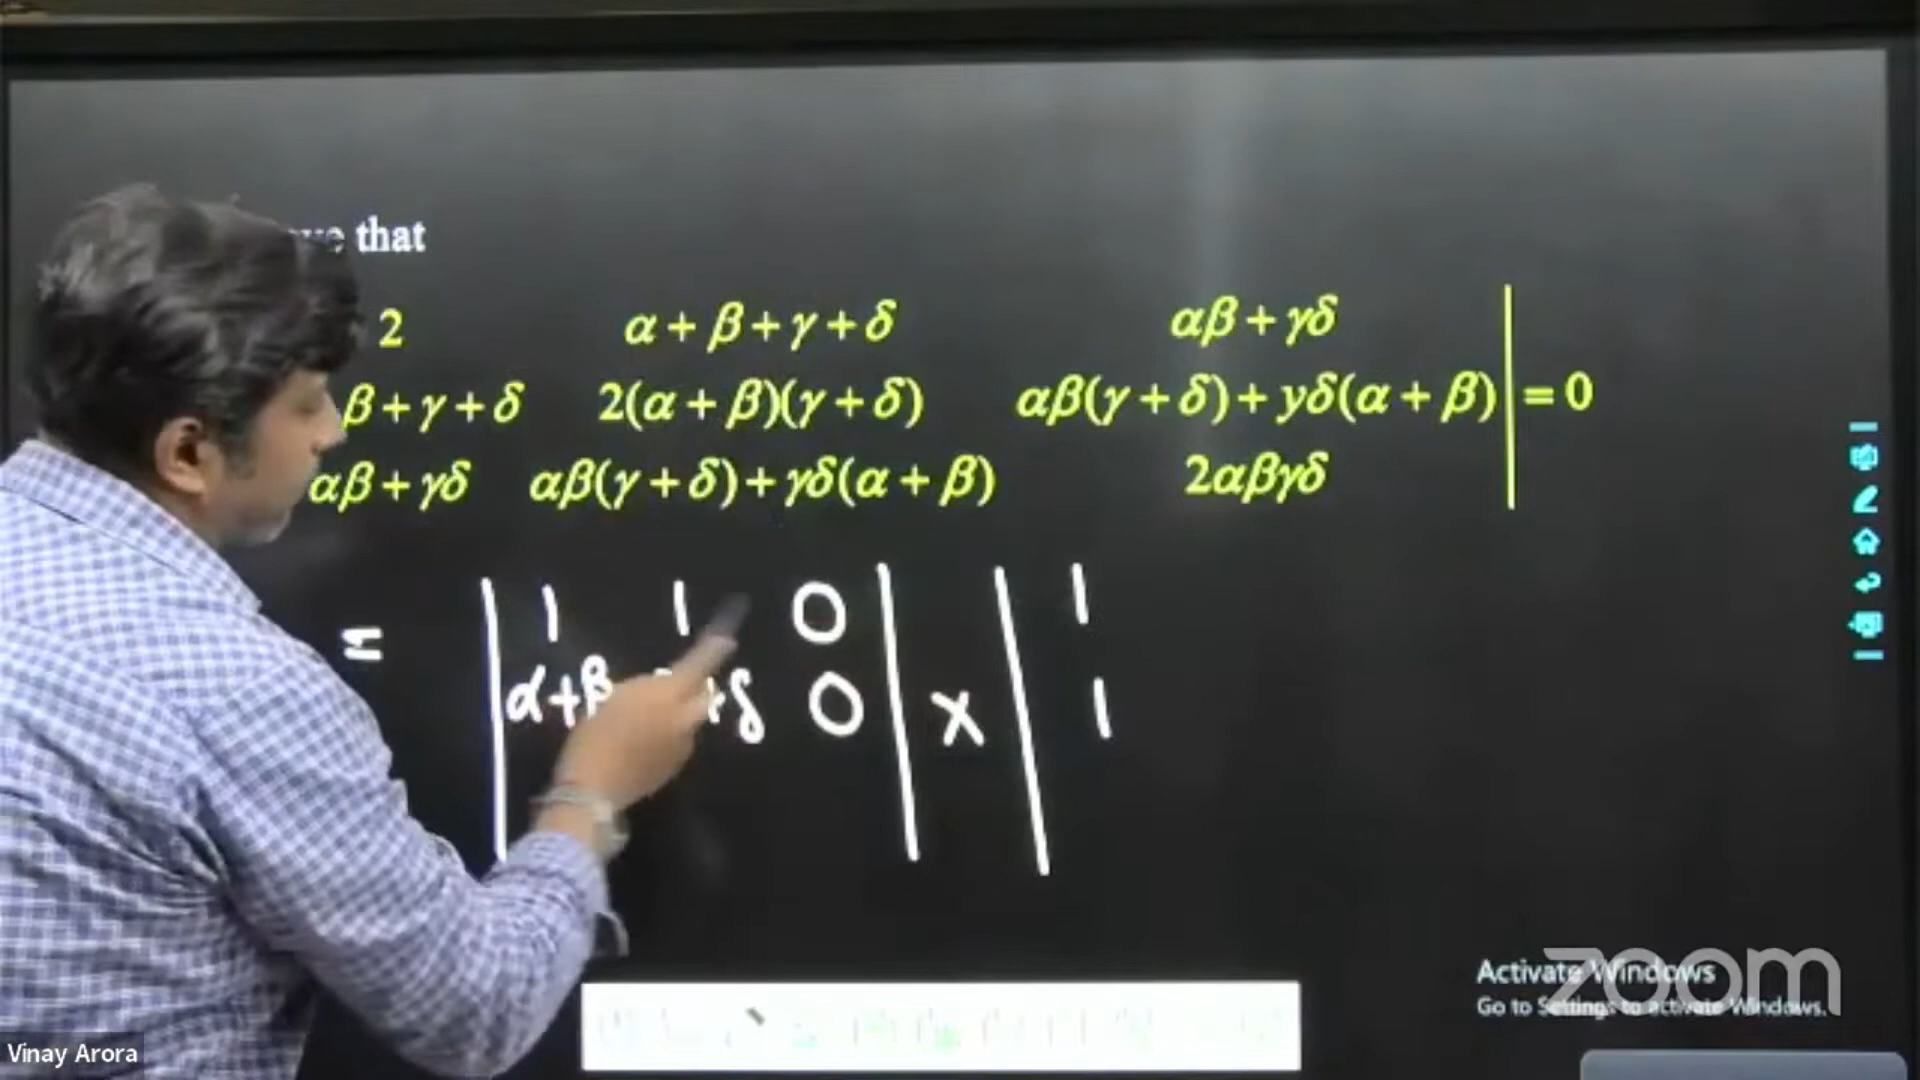 that
2 α + β + γ + δ αβ + γδ
β + γ + δ 2(α + β)(γ + δ) αβ(γ + δ) + yδ(α + β) = 0
αβ + γδ αβ(γ + δ) + γδ(α + β) 2αβγδ
= | 1 1 0 | | 1
| α+β +δ 0 | x | 1
Activate Windows
Go to Settings to activate Windows.
zoom
Vinay Arora